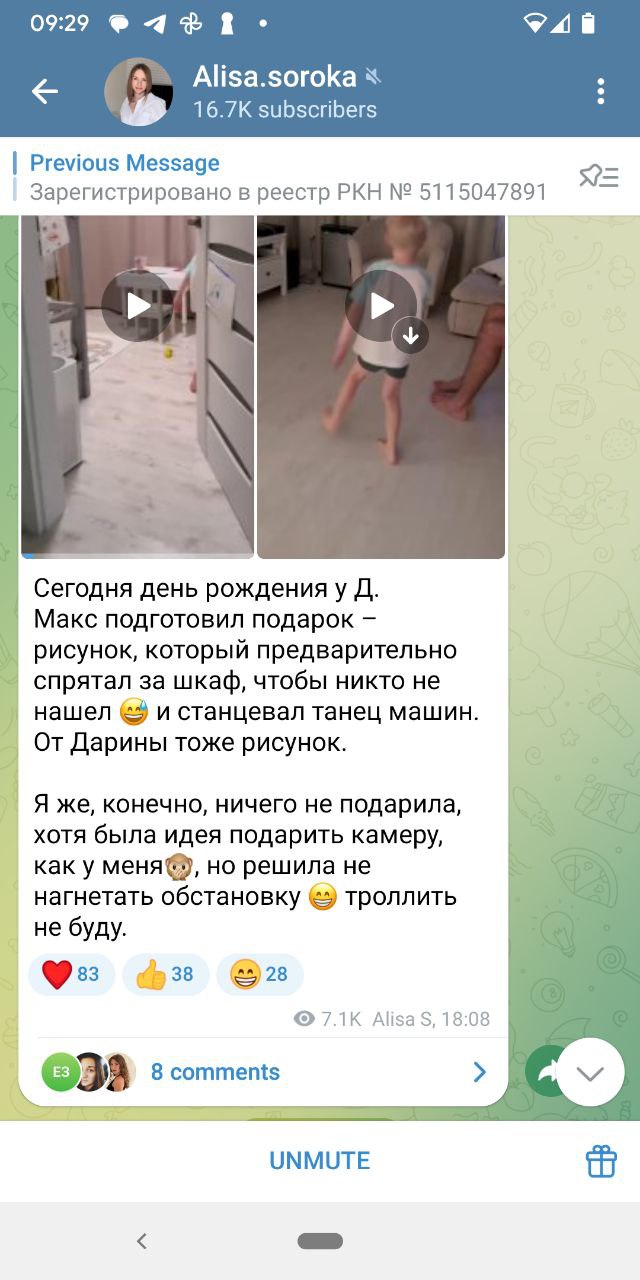 09:29
Alisa.soroka
16.7K subscribers
Previous Message
Зарегистрировано в реестр РКН № 5115047891
Сегодня день рождения у Д.
Макс подготовил подарок –
рисунок, который предварительно
спрятал за шкаф, чтобы никто не
нашел 😅 и станцевал танец машин.
От Дарины тоже рисунок.
Я же, конечно, ничего не подарила,
хотя была идея подарить камеру,
как у меня🙊, но решила не
нагнетать обстановку 😁 троллить
не буду.
❤️ 83 👍 38 😁 28
7.1K Alisa S, 18:08
ЕЗ 8 comments
UNMUTE